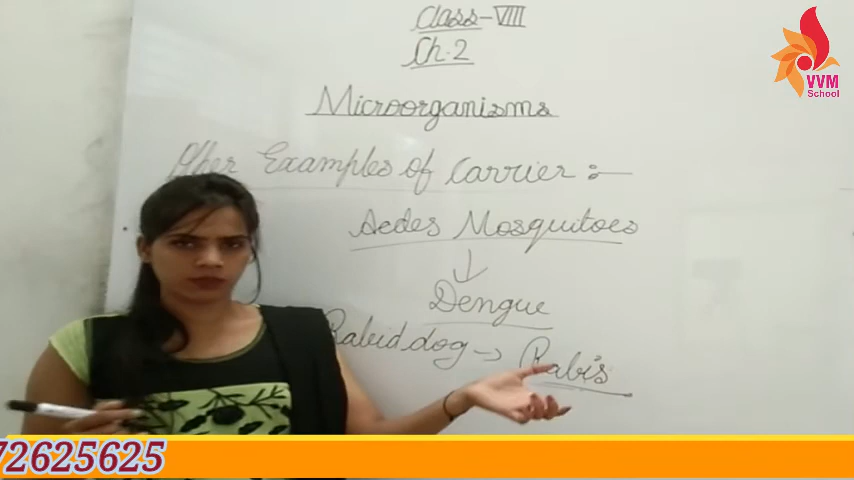 Class-VIII
Ch.2
Microorganisms
Other Examples of Carrier :-
Aedes Mosquitoes
↓
Dengue
Rabid dog → Rabis
VVM
School
72625625